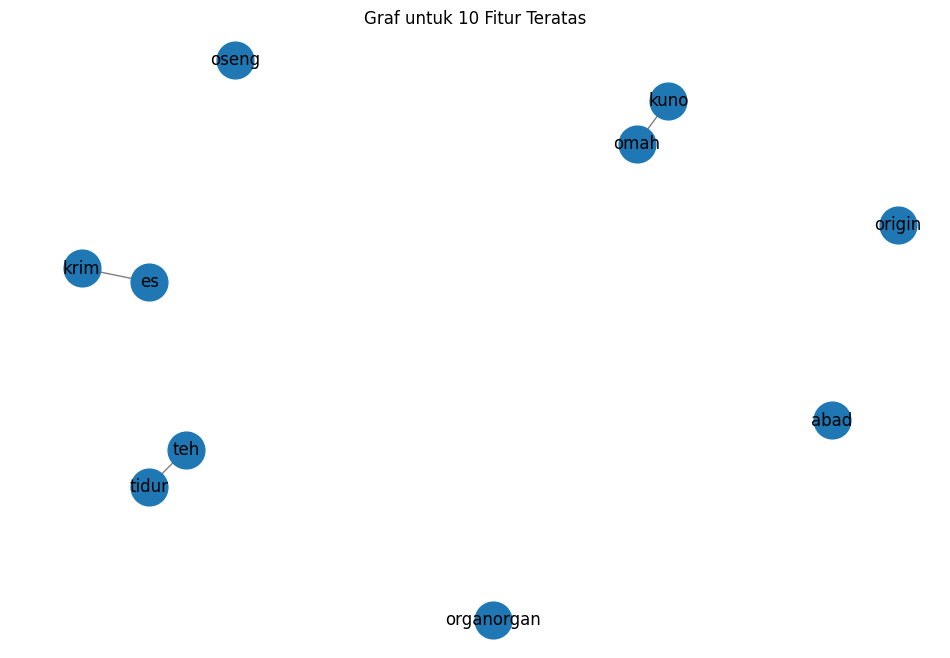 Graf untuk 10 Fitur Teratas
oseng
kuno
omah
origin
krim
es
abad
teh
tidur
organorgan